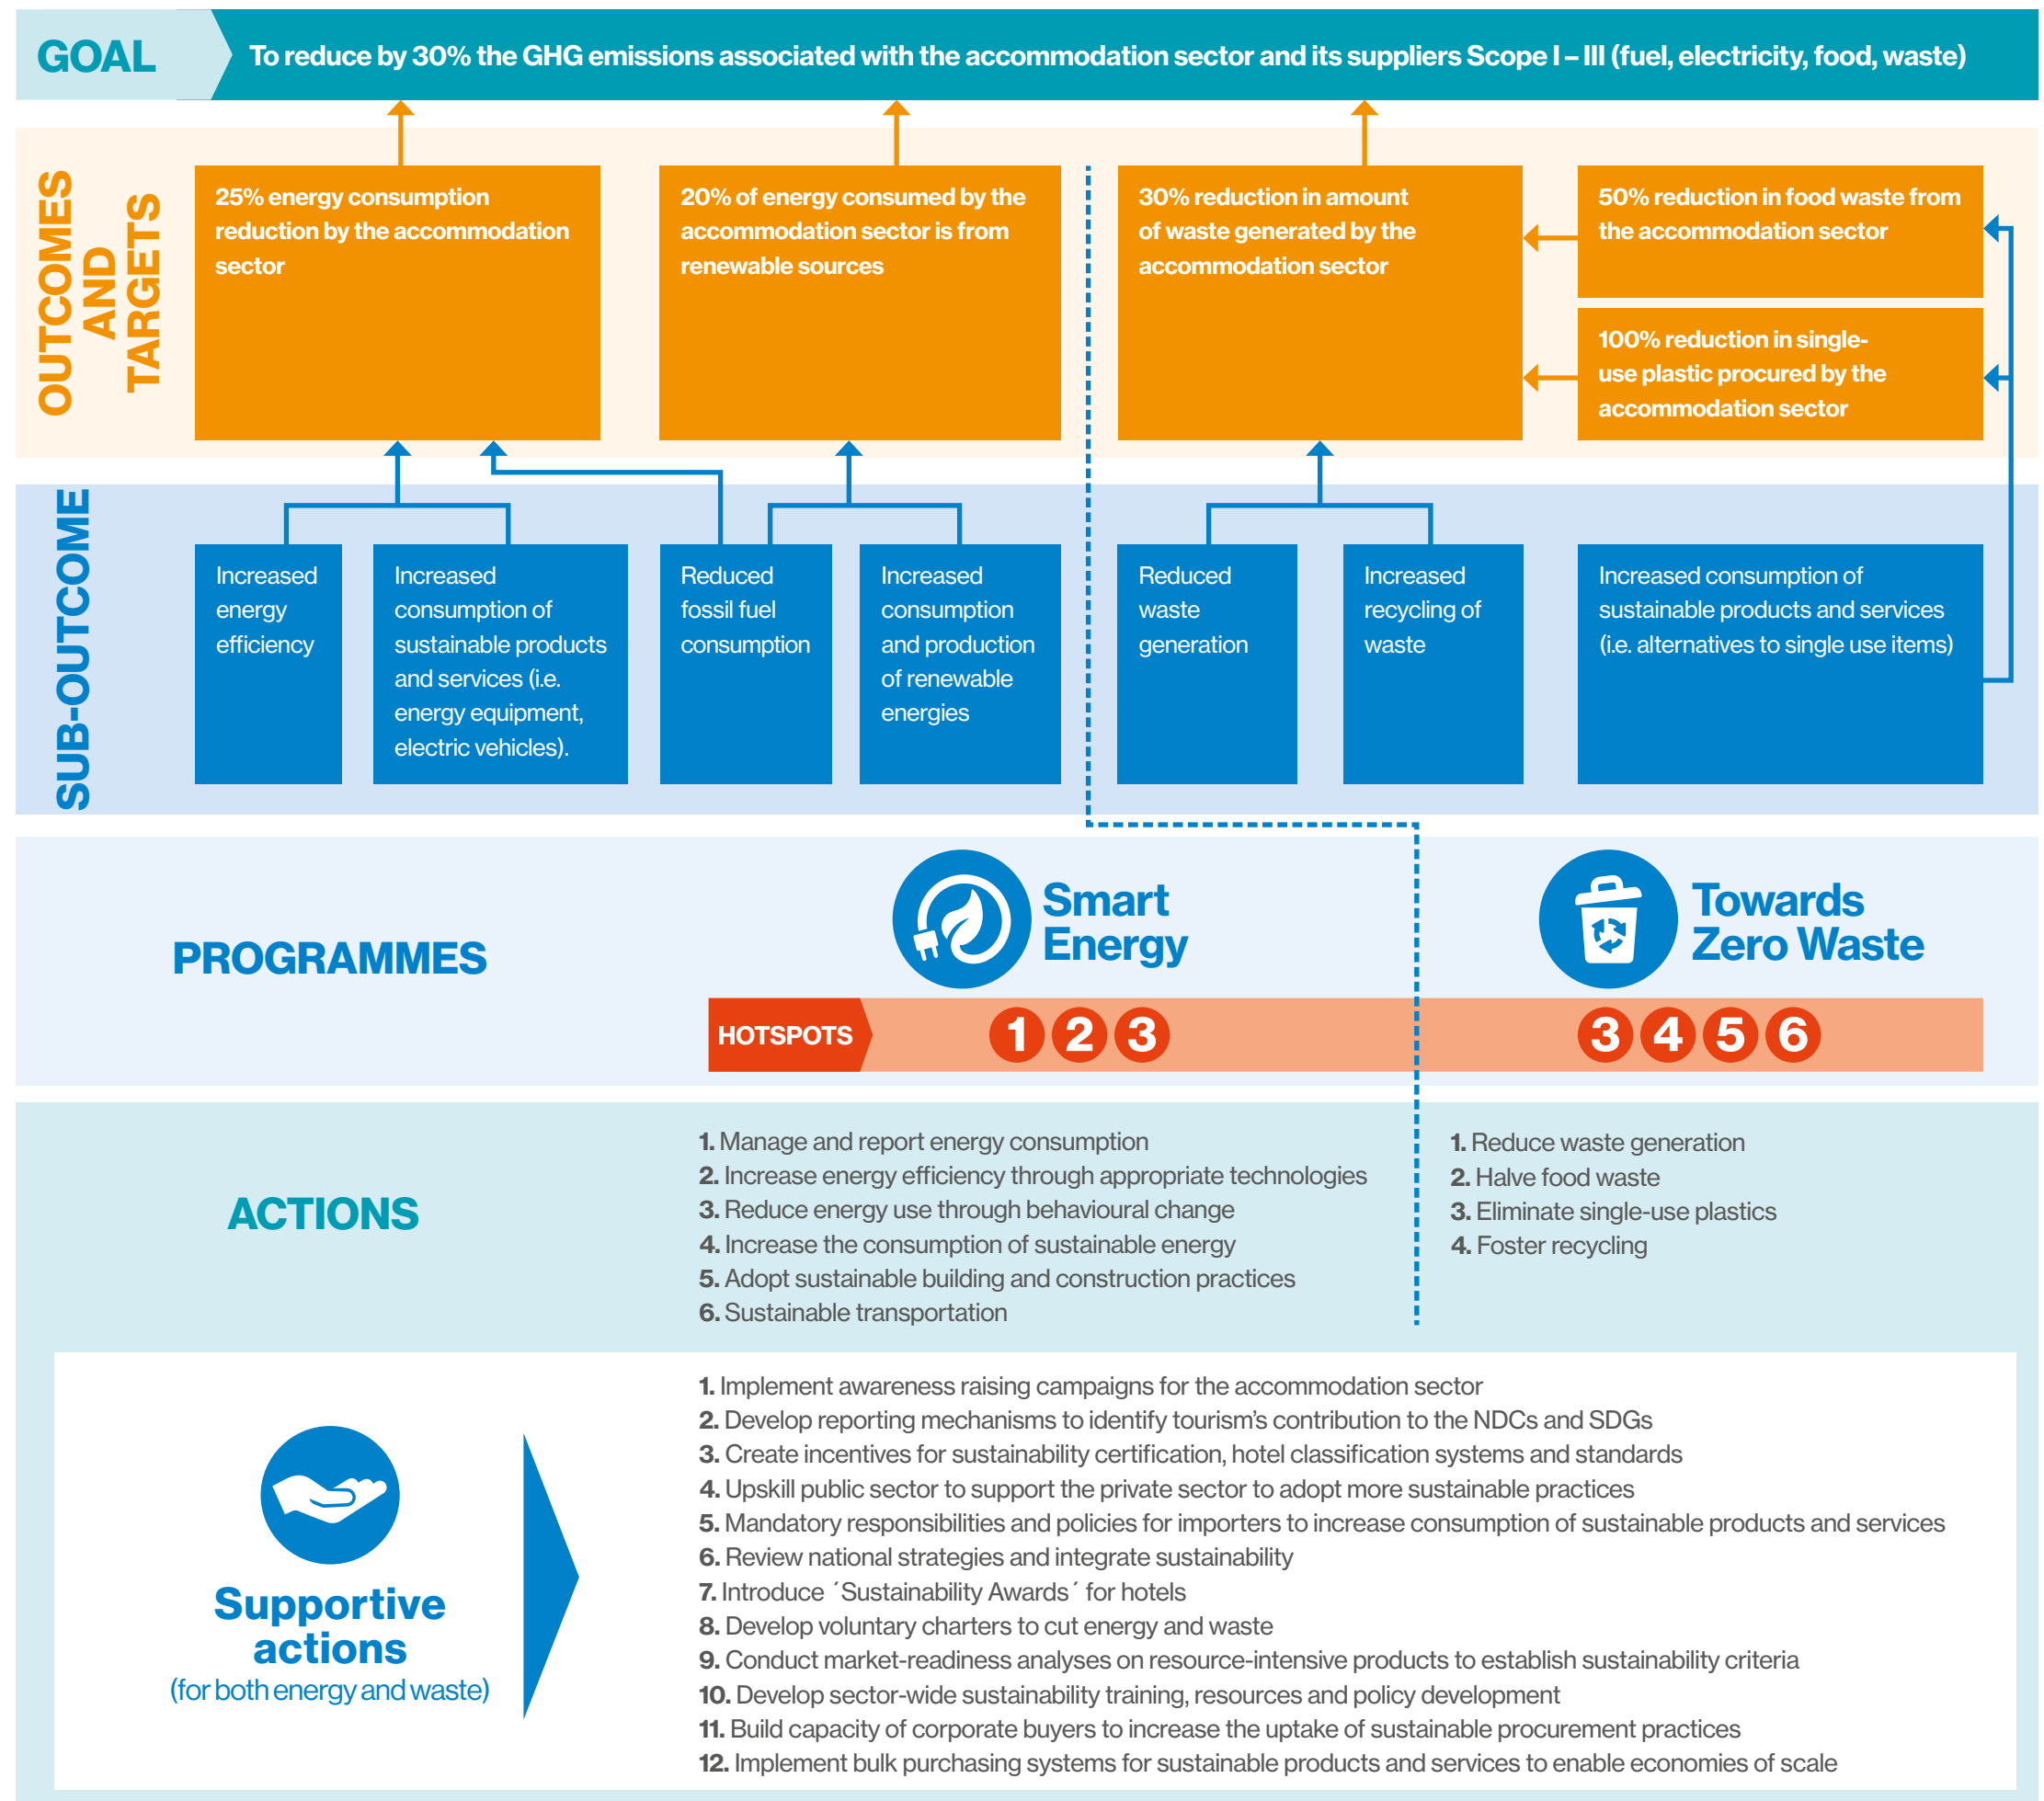 GOAL
To reduce by 30% the GHG emissions associated with the accommodation sector and its suppliers Scope I – III (fuel, electricity, food, waste)
OUTCOMES
AND
TARGETS
25% energy consumption
reduction by the accommodation
sector
20% of energy consumed by the
accommodation sector is from
renewable sources
30% reduction in amount
of waste generated by the
accommodation sector
50% reduction in food waste from
the accommodation sector
100% reduction in single-
use plastic procured by the
accommodation sector
SUB-OUTCOME
Increased
energy
efficiency
Increased
consumption of
sustainable products
and services (i.e.
energy equipment,
electric vehicles).
Reduced
fossil fuel
consumption
Increased
consumption
and production
of renewable
energies
Reduced
waste
generation
Increased
recycling of
waste
Increased consumption of
sustainable products and services
(i.e. alternatives to single use items)
PROGRAMMES
Smart
Energy
Towards
Zero Waste
HOTSPOTS
1 2 3
3 4 5 6
ACTIONS
1. Manage and report energy consumption
2. Increase energy efficiency through appropriate technologies
3. Reduce energy use through behavioural change
4. Increase the consumption of sustainable energy
5. Adopt sustainable building and construction practices
6. Sustainable transportation
1. Reduce waste generation
2. Halve food waste
3. Eliminate single-use plastics
4. Foster recycling
Supportive
actions
(for both energy and waste)
1. Implement awareness raising campaigns for the accommodation sector
2. Develop reporting mechanisms to identify tourism's contribution to the NDCs and SDGs
3. Create incentives for sustainability certification, hotel classification systems and standards
4. Upskill public sector to support the private sector to adopt more sustainable practices
5. Mandatory responsibilities and policies for importers to increase consumption of sustainable products and services
6. Review national strategies and integrate sustainability
7. Introduce ´Sustainability Awards´ for hotels
8. Develop voluntary charters to cut energy and waste
9. Conduct market-readiness analyses on resource-intensive products to establish sustainability criteria
10. Develop sector-wide sustainability training, resources and policy development
11. Build capacity of corporate buyers to increase the uptake of sustainable procurement practices
12. Implement bulk purchasing systems for sustainable products and services to enable economies of scale